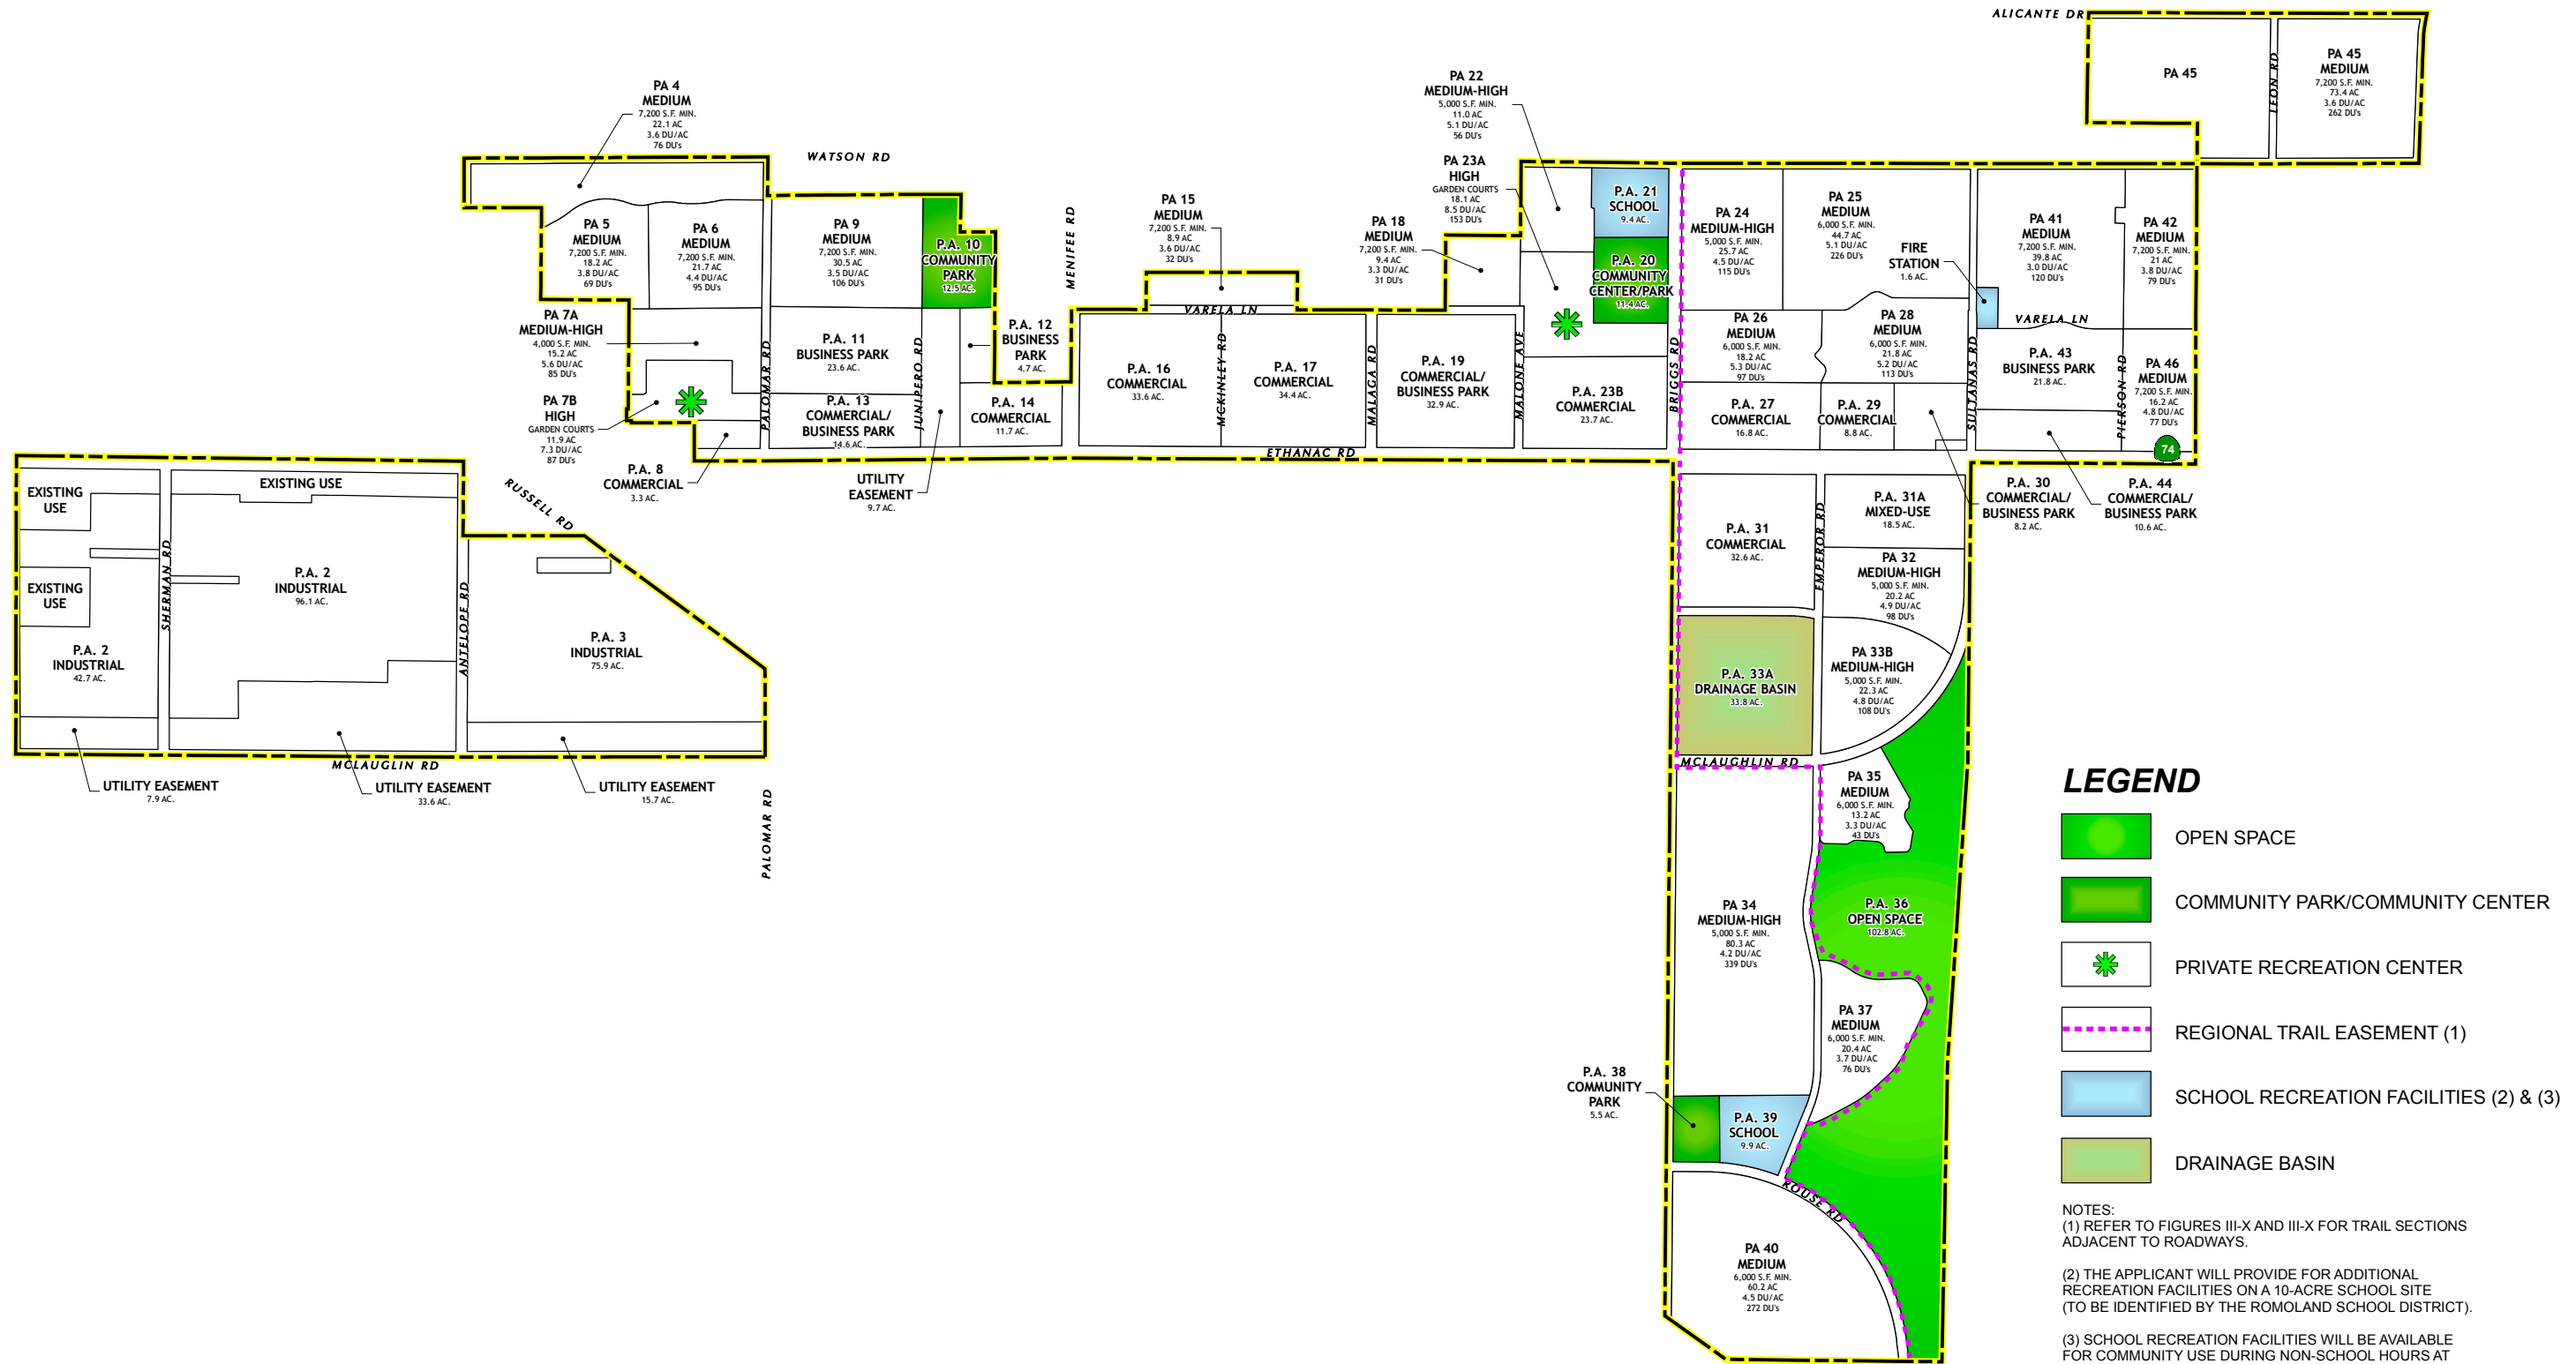 ALICANTE DR
PA 45
LEON RD
PA 45
MEDIUM
7,200 S.F. MIN.
73.4 AC
3.6 DU/AC
262 DU's
PA 4
MEDIUM
7,200 S.F. MIN.
22.1 AC
3.6 DU/AC
76 DU's
WATSON RD
PA 5
MEDIUM
7,200 S.F. MIN.
18.2 AC
3.8 DU/AC
69 DU's
PA 6
MEDIUM
7,200 S.F. MIN.
21.7 AC
4.4 DU/AC
95 DU's
PA 9
MEDIUM
7,200 S.F. MIN.
30.5 AC
3.5 DU/AC
106 DU's
P.A. 10
COMMUNITY
PARK
12.5 AC.
MENIFEE RD
PA 7A
MEDIUM-HIGH
4,000 S.F. MIN.
15.2 AC
5.6 DU/AC
85 DU's
PA 7B
HIGH
GARDEN COURTS
11.9 AC
7.3 DU/AC
87 DU's
PALOMAR RD
P.A. 11
BUSINESS PARK
23.6 AC.
JUNIPERO RD
P.A. 12
BUSINESS
PARK
4.7 AC.
P.A. 13
COMMERCIAL/
BUSINESS PARK
14.6 AC.
P.A. 14
COMMERCIAL
11.7 AC.
P.A. 8
COMMERCIAL
3.3 AC.
UTILITY
EASEMENT
9.7 AC.
PA 15
MEDIUM
7,200 S.F. MIN.
8.9 AC
3.6 DU/AC
32 DU's
VARELA LN
P.A. 16
COMMERCIAL
33.6 AC.
MCKINLEY RD
P.A. 17
COMMERCIAL
34.4 AC.
MALAGA RD
ETHANAC RD
PA 18
MEDIUM
7,200 S.F. MIN.
9.4 AC
3.3 DU/AC
31 DU's
P.A. 19
COMMERCIAL/
BUSINESS PARK
32.9 AC.
MALONE AVE
PA 22
MEDIUM-HIGH
5,000 S.F. MIN.
11.0 AC
5.1 DU/AC
56 DU's
PA 23A
HIGH
GARDEN COURTS
18.1 AC
8.5 DU/AC
153 DU's
P.A. 21
SCHOOL
9.4 AC.
P.A. 20
COMMUNITY
CENTER/PARK
11.4 AC.
P.A. 23B
COMMERCIAL
23.7 AC.
BRIGGS RD
PA 24
MEDIUM-HIGH
5,000 S.F. MIN.
25.7 AC
4.5 DU/AC
115 DU's
PA 25
MEDIUM
6,000 S.F. MIN.
44.7 AC
5.1 DU/AC
226 DU's
FIRE
STATION
1.6 AC.
PA 26
MEDIUM
6,000 S.F. MIN.
18.2 AC
5.3 DU/AC
97 DU's
PA 28
MEDIUM
6,000 S.F. MIN.
21.8 AC
5.2 DU/AC
113 DU's
P.A. 27
COMMERCIAL
16.8 AC.
P.A. 29
COMMERCIAL
8.8 AC.
SULTANAS RD
PA 41
MEDIUM
7,200 S.F. MIN.
39.8 AC
3.0 DU/AC
120 DU's
PA 42
MEDIUM
7,200 S.F. MIN.
21 AC
3.8 DU/AC
79 DU's
VARELA LN
P.A. 43
BUSINESS PARK
21.8 AC.
PIERSON RD
PA 46
MEDIUM
7,200 S.F. MIN.
16.2 AC
4.8 DU/AC
77 DU's
74
P.A. 30
COMMERCIAL/
BUSINESS PARK
8.2 AC.
P.A. 44
COMMERCIAL/
BUSINESS PARK
10.6 AC.
EXISTING
USE
EXISTING USE
EXISTING
USE
SHERMAN RD
P.A. 2
INDUSTRIAL
96.1 AC.
P.A. 2
INDUSTRIAL
42.7 AC.
ANTELOPE RD
RUSSELL RD
P.A. 3
INDUSTRIAL
75.9 AC.
MCLAUGLIN RD
UTILITY EASEMENT
7.9 AC.
UTILITY EASEMENT
33.6 AC.
UTILITY EASEMENT
15.7 AC.
PALOMAR RD
P.A. 31
COMMERCIAL
32.6 AC.
EMPEROR RD
P.A. 31A
MIXED-USE
18.5 AC.
PA 32
MEDIUM-HIGH
5,000 S.F. MIN.
20.2 AC
4.9 DU/AC
98 DU's
P.A. 33A
DRAINAGE BASIN
33.8 AC.
PA 33B
MEDIUM-HIGH
5,000 S.F. MIN.
22.3 AC
4.8 DU/AC
108 DU's
MCLAUGHLIN RD
PA 35
MEDIUM
6,000 S.F. MIN.
13.2 AC
3.3 DU/AC
43 DU's
PA 34
MEDIUM-HIGH
5,000 S.F. MIN.
80.3 AC
4.2 DU/AC
339 DU's
P.A. 36
OPEN SPACE
102.8 AC.
PA 37
MEDIUM
6,000 S.F. MIN.
20.4 AC
3.7 DU/AC
76 DU's
P.A. 38
COMMUNITY
PARK
5.5 AC.
P.A. 39
SCHOOL
9.9 AC.
ROUSE RD
PA 40
MEDIUM
6,000 S.F. MIN.
60.2 AC
4.5 DU/AC
272 DU's
LEGEND
OPEN SPACE
COMMUNITY PARK/COMMUNITY CENTER
PRIVATE RECREATION CENTER
REGIONAL TRAIL EASEMENT (1)
SCHOOL RECREATION FACILITIES (2) & (3)
DRAINAGE BASIN
NOTES:
(1) REFER TO FIGURES III-X AND III-X FOR TRAIL SECTIONS
ADJACENT TO ROADWAYS.
(2) THE APPLICANT WILL PROVIDE FOR ADDITIONAL
RECREATION FACILITIES ON A 10-ACRE SCHOOL SITE
(TO BE IDENTIFIED BY THE ROMOLAND SCHOOL DISTRICT).
(3) SCHOOL RECREATION FACILITIES WILL BE AVAILABLE
FOR COMMUNITY USE DURING NON-SCHOOL HOURS AT